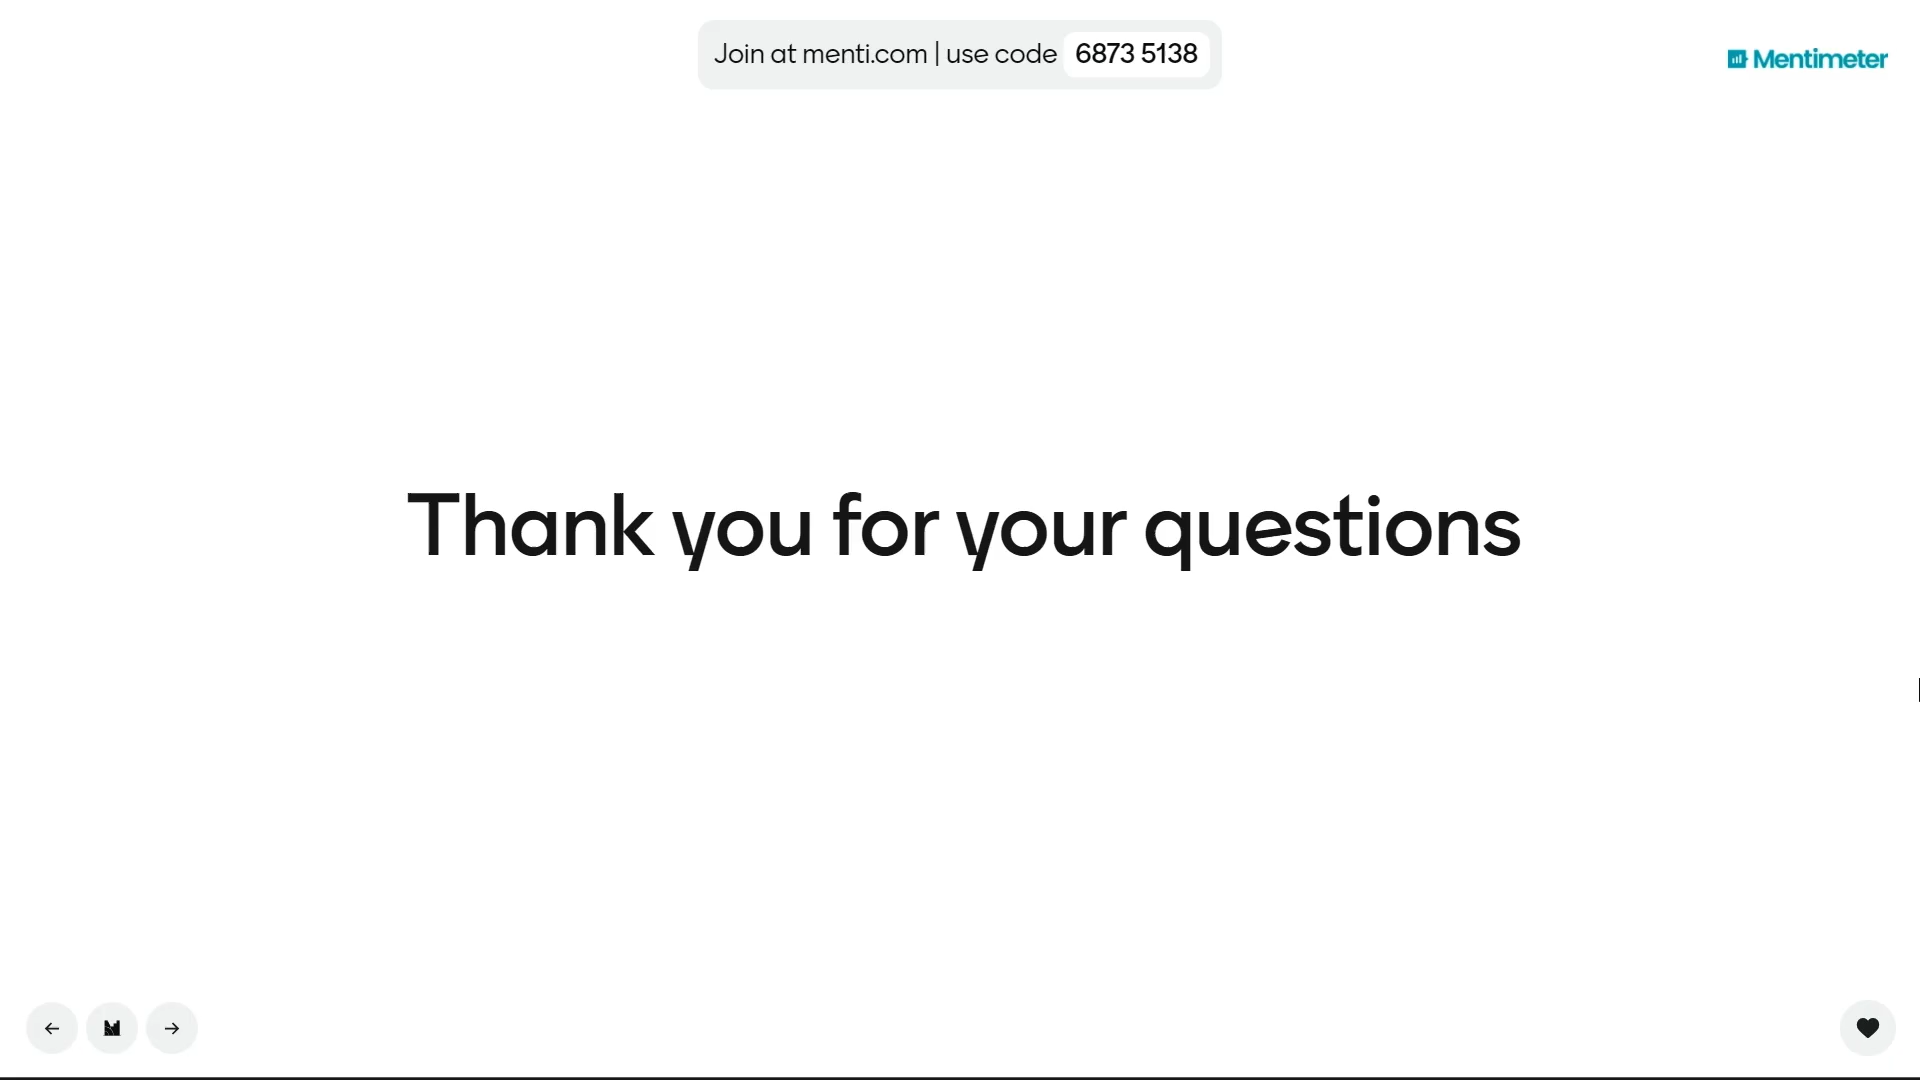 Join at menti.com | use code 6873 5138
Mentimeter
Thank you for your questions